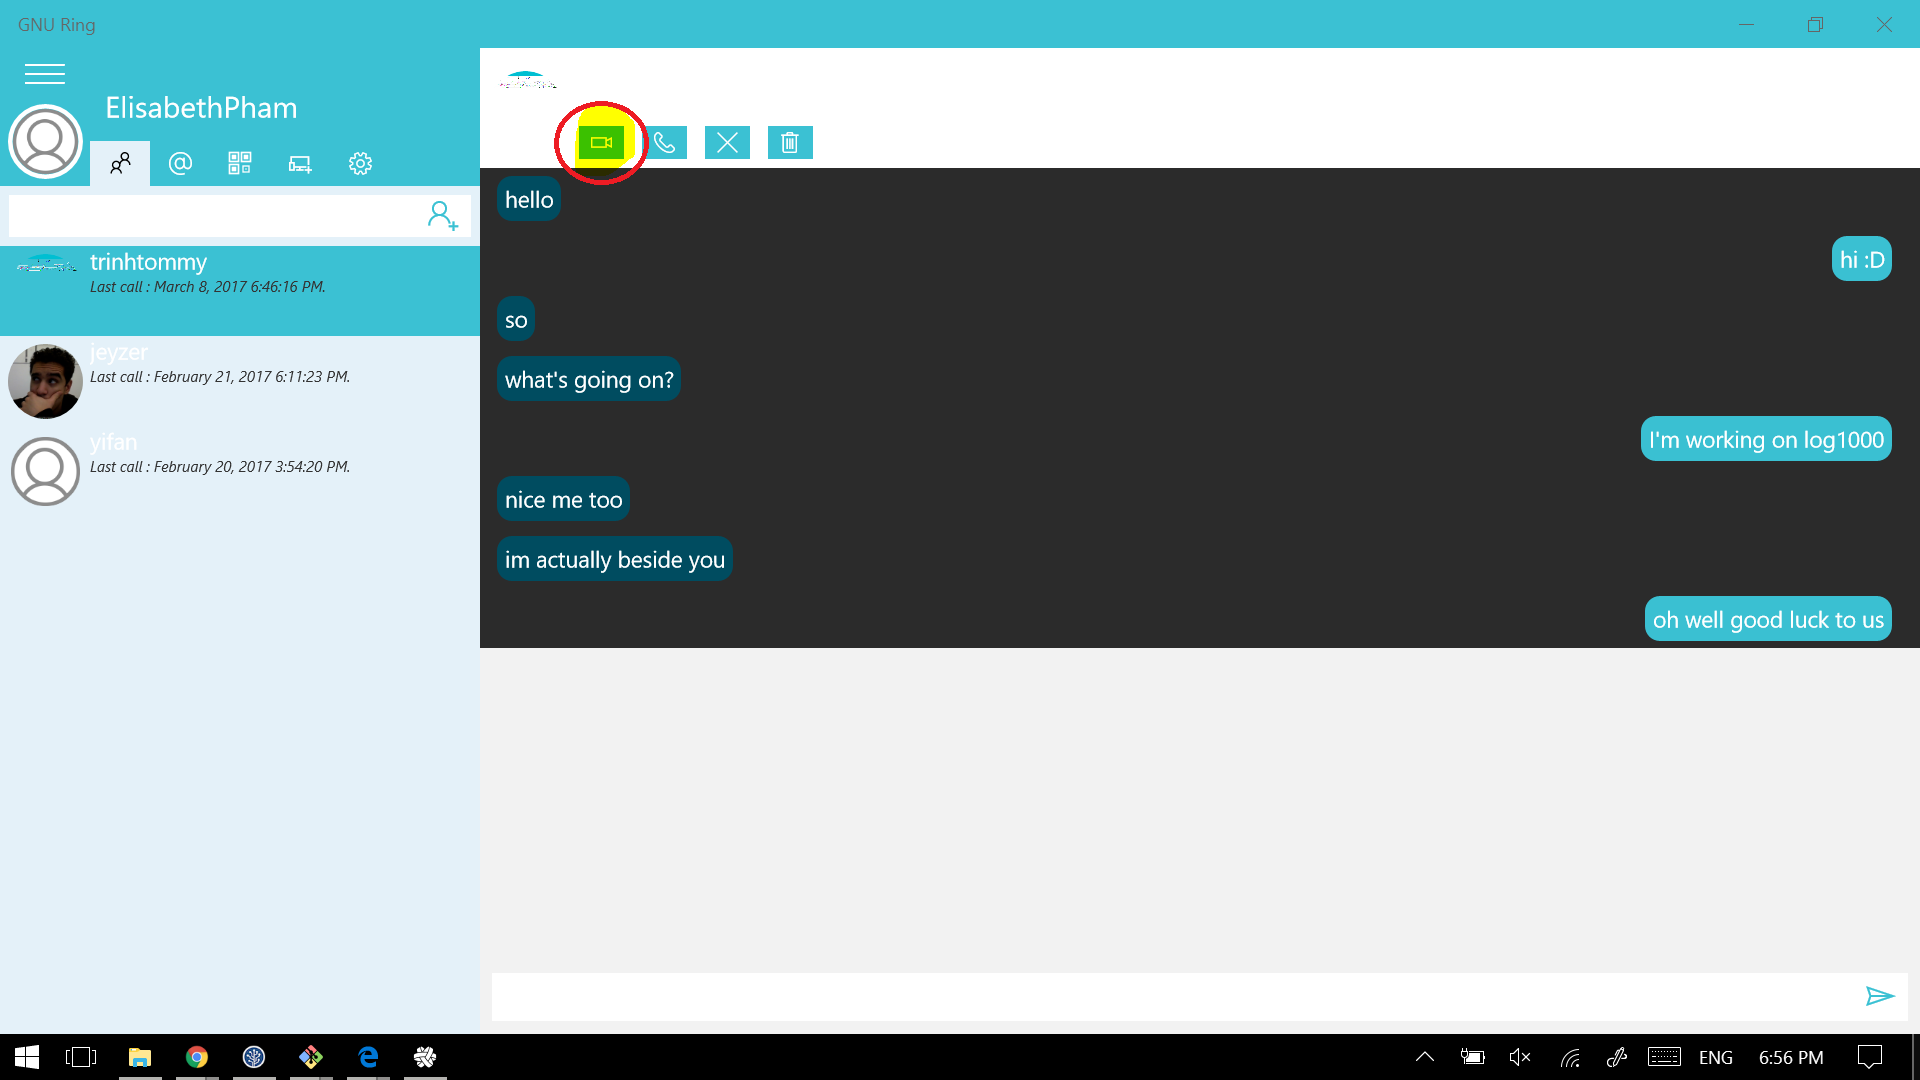 GNU Ring
ElisabethPham
trinhtommy
Last call : March 8, 2017 6:46:16 PM.
jeyzer
Last call : February 21, 2017 6:11:23 PM.
yifan
Last call : February 20, 2017 3:54:20 PM.
hello
hi :D
so
what's going on?
I'm working on log1000
nice me too
im actually beside you
oh well good luck to us
ENG
6:56 PM